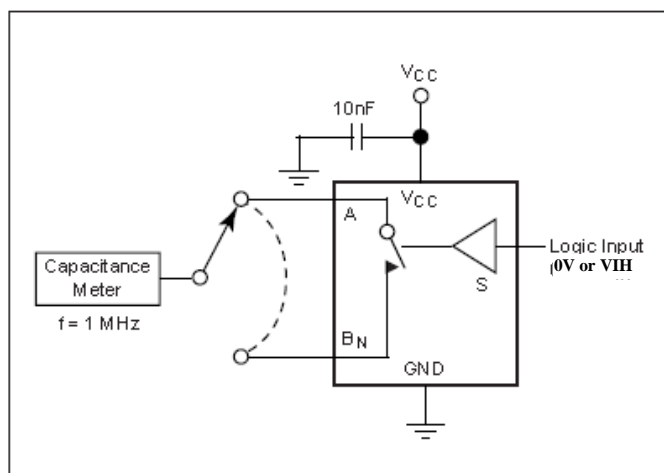 VCC
10nF
VCC
A
Logic Input
(0V or VIH
S
Capacitance
Meter
f = 1 MHz
BN
GND